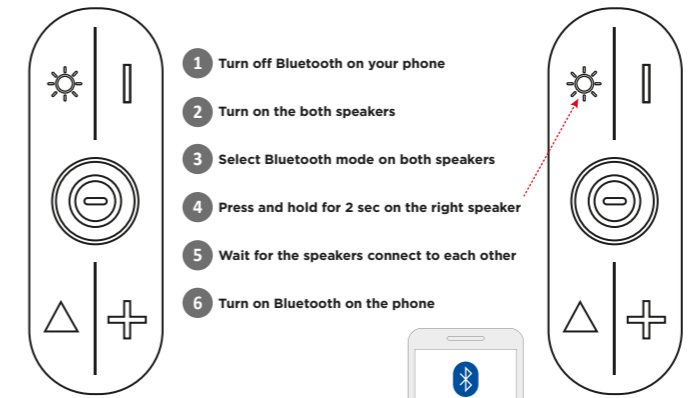 1 Turn off Bluetooth on your phone
2 Turn on the both speakers
3 Select Bluetooth mode on both speakers
4 Press and hold for 2 sec on the right speaker
5 Wait for the speakers connect to each other
6 Turn on Bluetooth on the phone